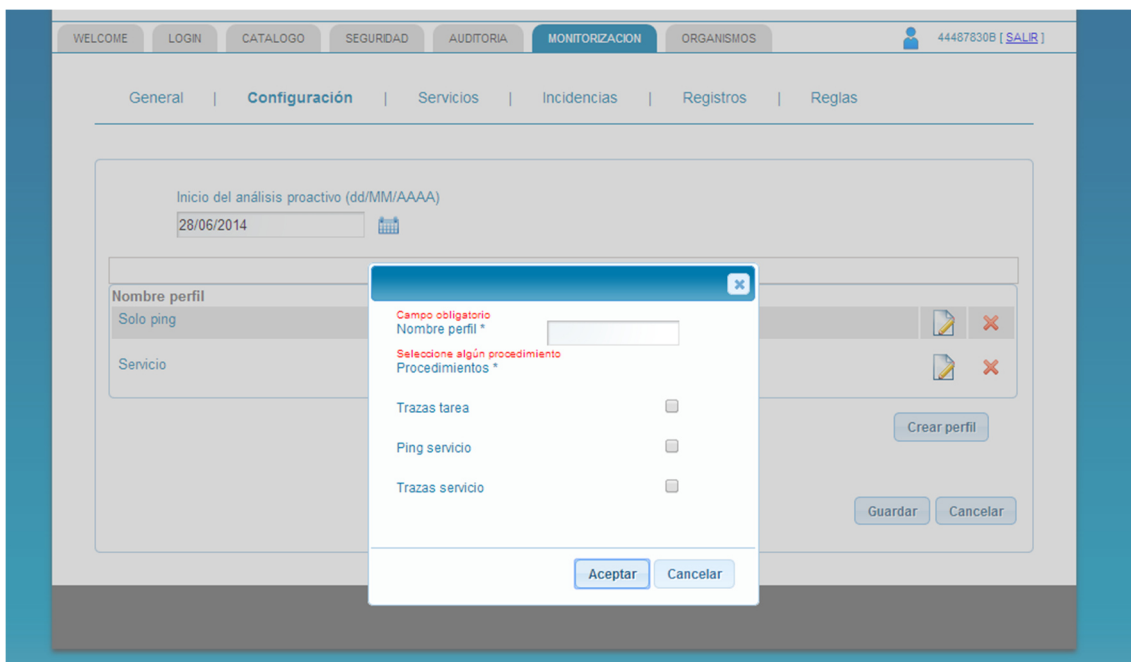 WELCOME LOGIN CATALOGO SEGURIDAD AUDITORIA MONITORIZACION ORGANISMOS 44487830B [ SALIR ]
General | Configuración | Servicios | Incidencias | Registros | Reglas
Inicio del análisis proactivo (dd/MM/AAAA)
28/06/2014
Nombre perfil
Solo ping
Servicio
Campo obligatorio
Nombre perfil *
Seleccione algún procedimiento
Procedimientos *
Trazas tarea
Ping servicio
Trazas servicio
Aceptar Cancelar
Crear perfil
Guardar Cancelar